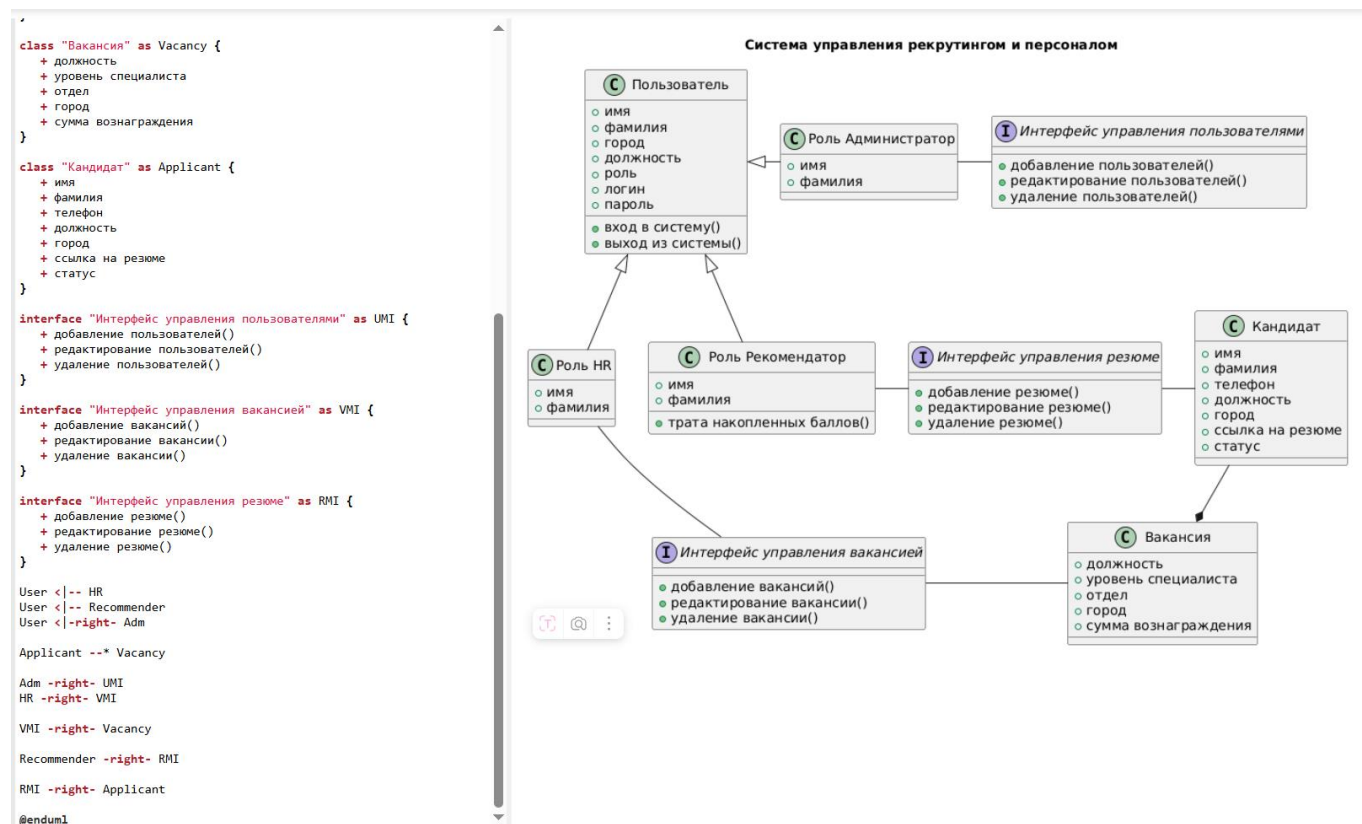 }
class "Вакансия" as Vacancy {
+ должность
+ уровень специалиста
+ отдел
+ город
+ сумма вознаграждения
}
class "Кандидат" as Applicant {
+ имя
+ фамилия
+ телефон
+ должность
+ город
+ ссылка на резюме
+ статус
}
interface "Интерфейс управления пользователями" as UMI {
+ добавление пользователей()
+ редактирование пользователей()
+ удаление пользователей()
}
interface "Интерфейс управления вакансией" as VMI {
+ добавление вакансий()
+ редактирование вакансии()
+ удаление вакансии()
}
interface "Интерфейс управления резюме" as RMI {
+ добавление резюме()
+ редактирование резюме()
+ удаление резюме()
}
User <|-- HR
User <|-- Recommender
User <|-right- Adm
Applicant --* Vacancy
Adm -right- UMI
HR -right- VMI
VMI -right- Vacancy
Recommender -right- RMI
RMI -right- Applicant
@enduml
Система управления рекрутингом и персоналом
C Пользователь
имя
фамилия
город
должность
роль
логин
пароль
вход в систему()
выход из системы()
C Роль Администратор
имя
фамилия
I Интерфейс управления пользователями
добавление пользователей()
редактирование пользователей()
удаление пользователей()
C Роль HR
имя
фамилия
C Роль Рекомендатор
имя
фамилия
трата накопленных баллов()
I Интерфейс управления резюме
добавление резюме()
редактирование резюме()
удаление резюме()
C Кандидат
имя
фамилия
телефон
должность
город
ссылка на резюме
статус
I Интерфейс управления вакансией
добавление вакансий()
редактирование вакансии()
удаление вакансии()
C Вакансия
должность
уровень специалиста
отдел
город
сумма вознаграждения